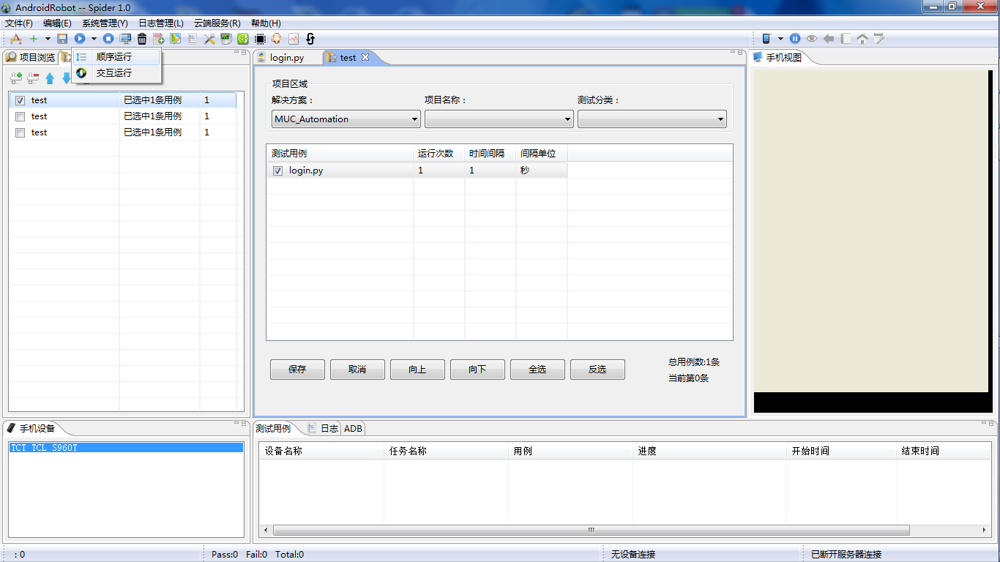 AndroidRobot -- Spider 1.0
文件(F) 编辑(E) 系统管理(Y) 日志管理(L) 云端服务(R) 帮助(H)
项目浏览
顺序运行
交互运行
test 已选中1条用例 1
test 已选中1条用例 1
test 已选中1条用例 1
login.py test
项目区域
解决方案： 项目名称： 测试分类：
MUC_Automation
测试用例 运行次数 时间间隔 间隔单位
login.py 1 1 秒
保存 取消 向上 向下 全选 反选
总用例数:1条
当前第0条
手机视图
手机设备
TCT TCL S960T
测试用例 日志 ADB
设备名称 任务名称 用例 进度 开始时间 结束时间
: 0 Pass:0 Fail:0 Total:0 无设备连接 已断开服务器连接